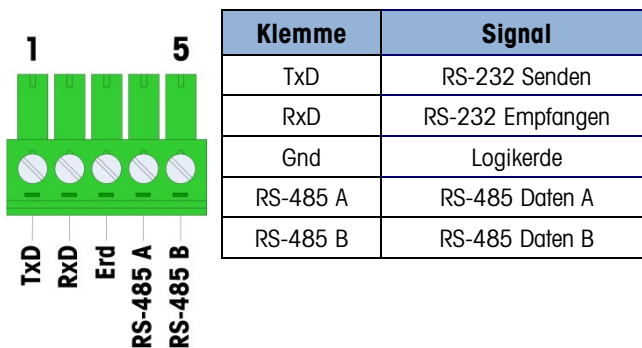 1 5
TxD
RxD
Erd
RS-485 A
RS-485 B
Klemme Signal
TxD RS-232 Senden
RxD RS-232 Empfangen
Gnd Logikerde
RS-485 A RS-485 Daten A
RS-485 B RS-485 Daten B